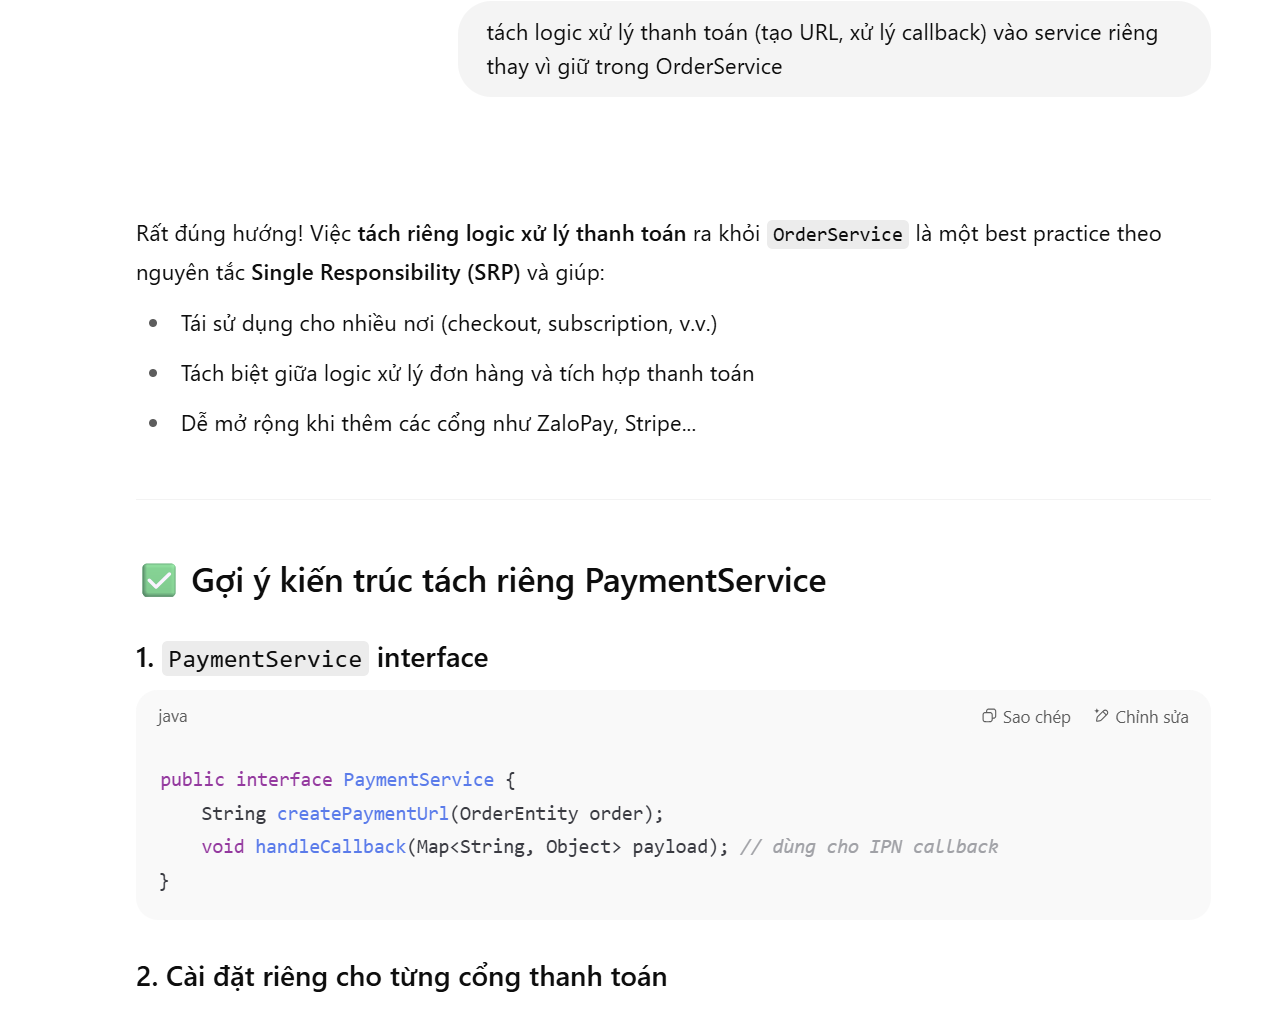 tách logic xử lý thanh toán (tạo URL, xử lý callback) vào service riêng
thay vì giữ trong OrderService
Rất đúng hướng! Việc tách riêng logic xử lý thanh toán ra khỏi OrderService là một best practice theo
nguyên tắc Single Responsibility (SRP) và giúp:
Tái sử dụng cho nhiều nơi (checkout, subscription, v.v.)
Tách biệt giữa logic xử lý đơn hàng và tích hợp thanh toán
Dễ mở rộng khi thêm các cổng như ZaloPay, Stripe...
✅ Gợi ý kiến trúc tách riêng PaymentService
1. PaymentService interface
java
Sao chép
Chỉnh sửa
public interface PaymentService {
    String createPaymentUrl(OrderEntity order);
    void handleCallback(Map<String, Object> payload); // dùng cho IPN callback
}
2. Cài đặt riêng cho từng cổng thanh toán